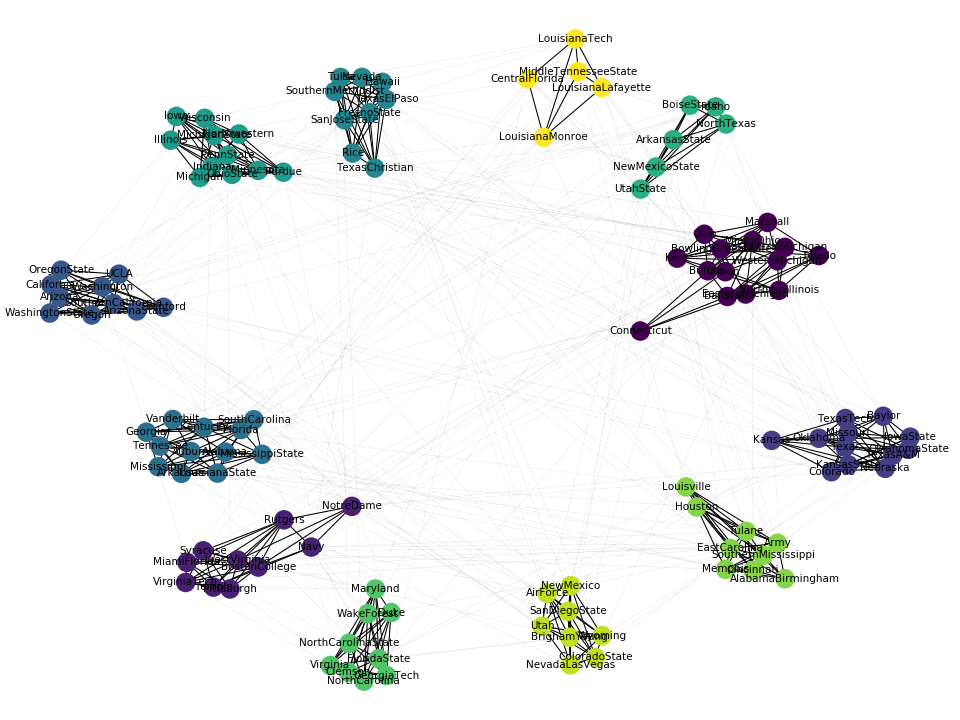 LouisianaTech
MiddleTennesseeState
CentralFlorida
LouisianaLafayette
LouisianaMonroe
Tulsa
Nevada
Hawaii
SouthernMethodist
TexasElPaso
FresnoState
SanJoseState
Rice
TexasChristian
BoiseState
Idaho
NorthTexas
ArkansasState
NewMexicoState
UtahState
Iowa
Wisconsin
Northwestern
Illinois
PennState
Indiana
Minnesota
Purdue
OhioState
Michigan
Marshall
Ohio
BowlingGreen
Kent
Toledo
WesternMichigan
Buffalo
Connecticut
OregonState
UCLA
California
Washington
Arizona
ArizonaState
WashingtonState
Oregon
Vanderbilt
SouthCarolina
Georgia
Kentucky
Florida
Tennessee
Auburn
Alabama
MississippiState
Mississippi
Arkansas
LouisianaState
TexasTech
Baylor
Missouri
Kansas
Oklahoma
IowaState
Texas
OklahomaState
KansasState
Colorado
Nebraska
Louisville
Houston
Tulane
Army
EastCarolina
SouthernMississippi
Memphis
Cincinnati
AlabamaBirmingham
NotreDame
Rutgers
Navy
Syracuse
WestVirginia
MiamiFlorida
BostonCollege
VirginiaTech
Temple
Pittsburgh
Maryland
WakeForest
Duke
NorthCarolinaState
FloridaState
Virginia
Clemson
GeorgiaTech
NorthCarolina
NewMexico
AirForce
SanDiegoState
Utah
BrighamYoung
Wyoming
ColoradoState
NevadaLasVegas